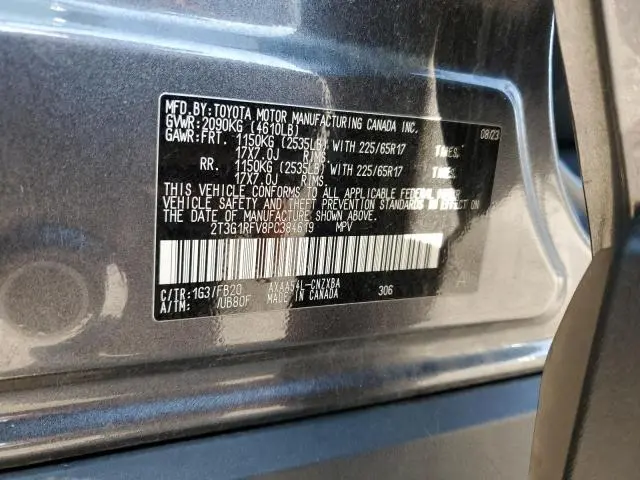 MFD.BY:TOYOTA MOTOR MANUFACTURING CANADA INC. 08/23
GVWR:2090KG (4610LB)
GAWR:FRT. 1150KG (2535LB) WITH 225/65R17 TIRES,
17X7.0J RIMS,
RR. 1150KG (2535LB) WITH 225/65R17 TIRES,
17X7.0J RIMS,
THIS VEHICLE CONFORMS TO ALL APPLICABLE FEDERAL MOTOR
VEHICLE SAFETY STANDARDS IN EFFECT ON THE DATE OF
MANUFACTURE SHOWN ABOVE.
2T3G1RFV8PC384619 MPV
C/TR:1G3/FB20 AXAA54L-CNZXBA 306 A
A/TM: /UB80F MADE IN CANADA